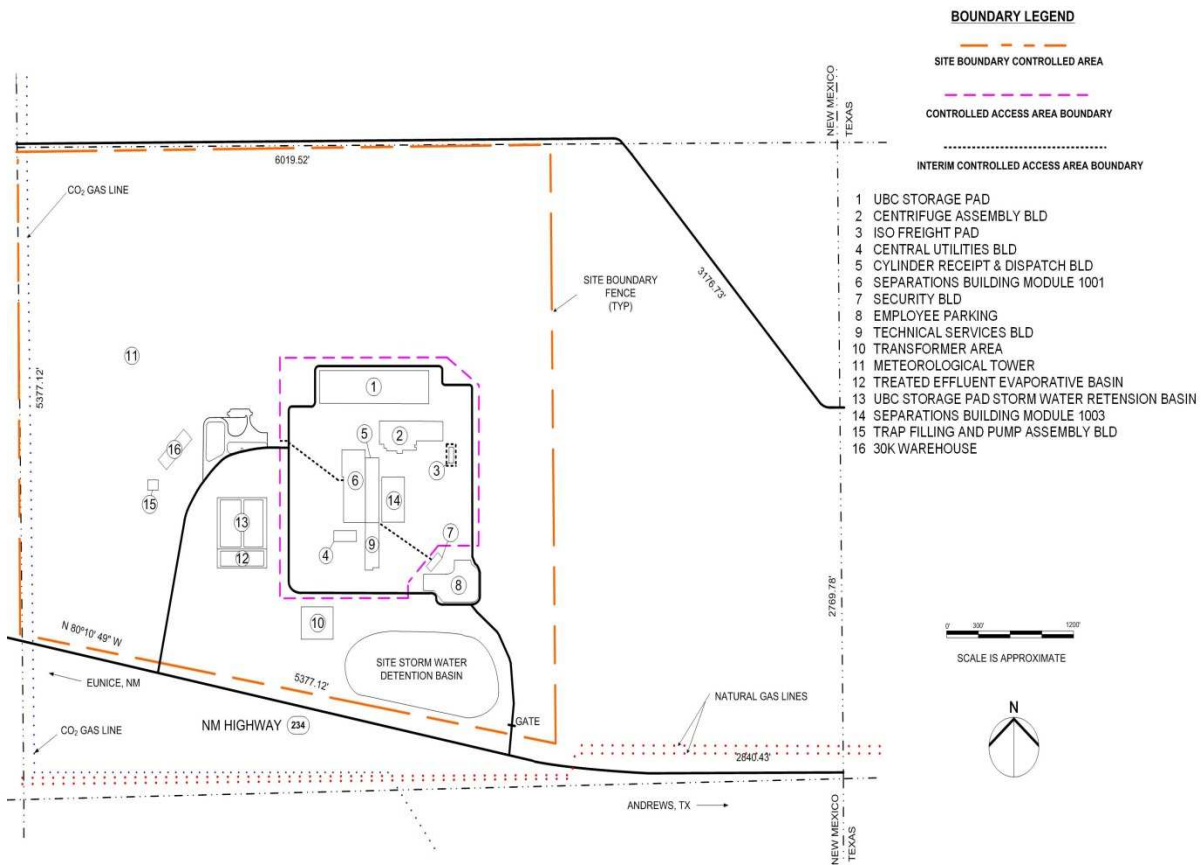 BOUNDARY LEGEND
SITE BOUNDARY CONTROLLED AREA
CONTROLLED ACCESS AREA BOUNDARY
INTERIM CONTROLLED ACCESS AREA BOUNDARY
1 UBC STORAGE PAD
2 CENTRIFUGE ASSEMBLY BLD
3 ISO FREIGHT PAD
4 CENTRAL UTILITIES BLD
5 CYLINDER RECEIPT & DISPATCH BLD
6 SEPARATIONS BUILDING MODULE 1001
7 SECURITY BLD
8 EMPLOYEE PARKING
9 TECHNICAL SERVICES BLD
10 TRANSFORMER AREA
11 METEOROLOGICAL TOWER
12 TREATED EFFLUENT EVAPORATIVE BASIN
13 UBC STORAGE PAD STORM WATER RETENSION BASIN
14 SEPARATIONS BUILDING MODULE 1003
15 TRAP FILLING AND PUMP ASSEMBLY BLD
16 30K WAREHOUSE
NEW MEXICO
TEXAS
6019.52'
CO₂ GAS LINE
SITE BOUNDARY
FENCE
(TYP)
3176.73'
5377.12'
11
1
2
5
3
16
6
14
15
13
7
4
9
12
8
10
2769.78'
0' 300' 1200'
SCALE IS APPROXIMATE
N
N 80°10' 49" W
SITE STORM WATER
DETENTION BASIN
5377.12'
EUNICE, NM
NATURAL GAS LINES
NM HIGHWAY 234
GATE
CO₂ GAS LINE
2840.43'
ANDREWS, TX
NEW MEXICO
TEXAS